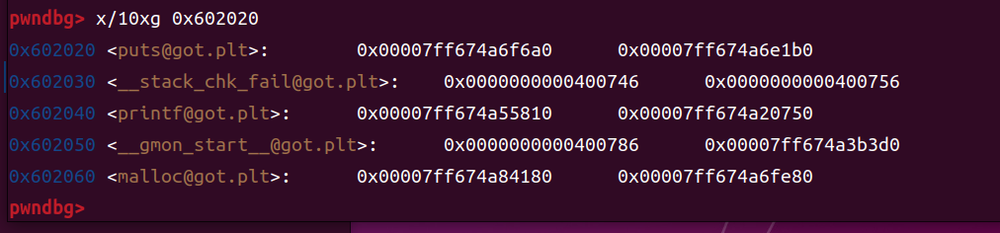 pwndbg> x/10xg 0x602020
0x602020 <puts@got.plt>: 0x00007ff674a6f6a0 0x00007ff674a6e1b0
0x602030 <__stack_chk_fail@got.plt>: 0x0000000000400746 0x0000000000400756
0x602040 <printf@got.plt>: 0x00007ff674a55810 0x00007ff674a20750
0x602050 <__gmon_start__@got.plt>: 0x0000000000400786 0x00007ff674a3b3d0
0x602060 <malloc@got.plt>: 0x00007ff674a84180 0x00007ff674a6fe80
pwndbg>